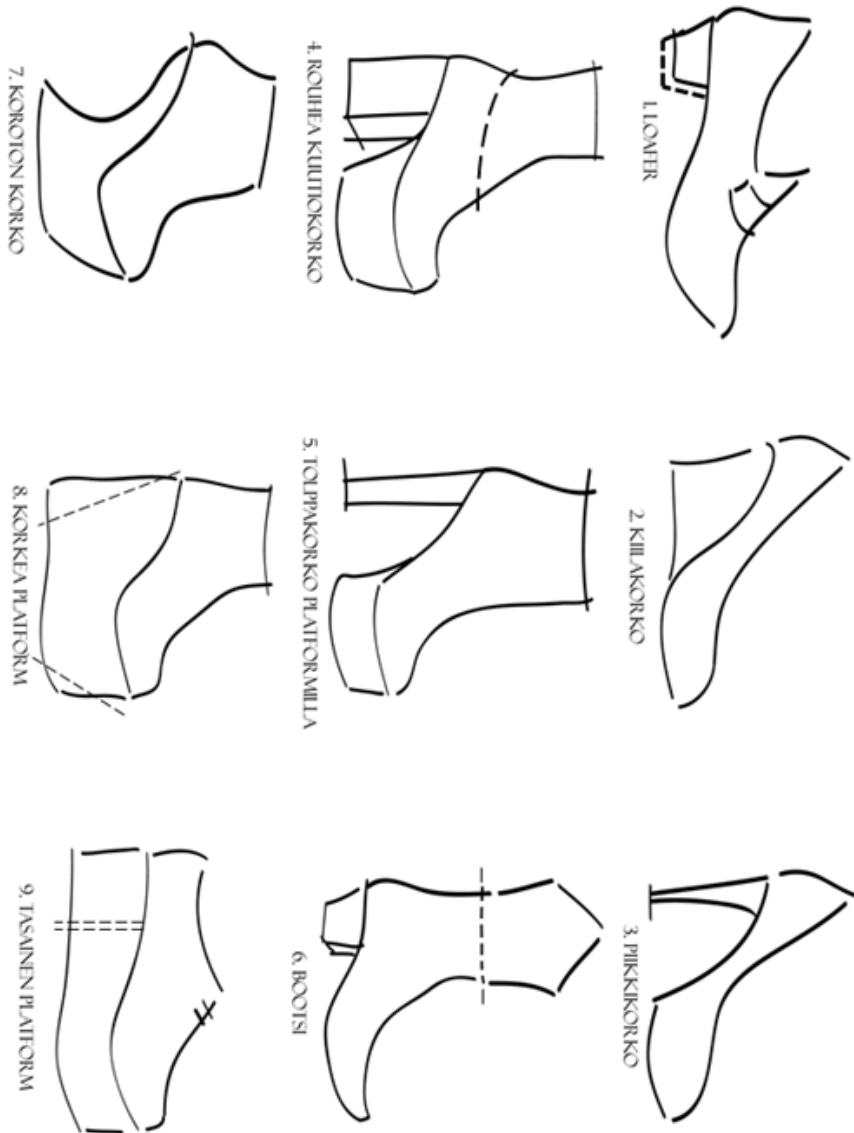 1. LOAFER
2. KIILAKORKO
3. PIIKKIKORKO
4. ROUHEA KUUTIOKORKO
5. TOLPPAKORKO PLATFORMILLA
6. BOOTSI
7. KOROTON KORKO
8. KORKEA PLATFORM
9. TASAINEN PLATFORM